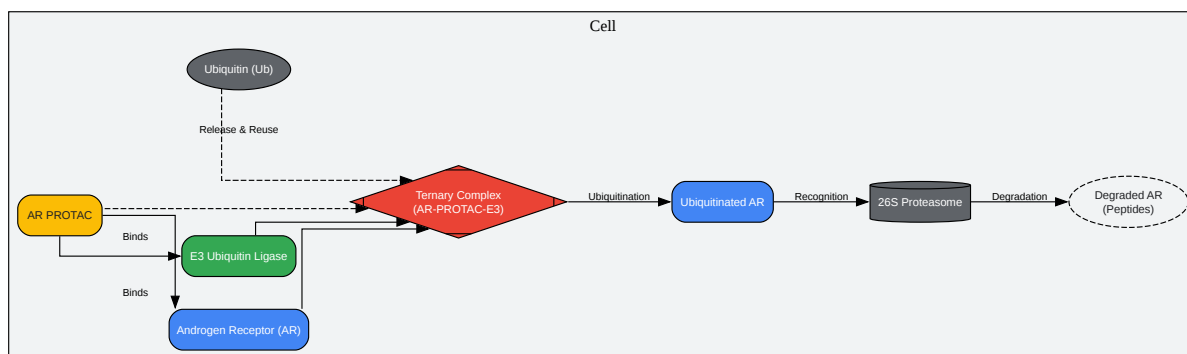 Cell
Ubiquitin (Ub)
Release & Reuse
Ternary Complex
(AR-PROTAC-E3)
Ubiquitination
Ubiquitinated AR
Recognition
26S Proteasome
Degradation
Degraded AR
(Peptides)
AR PROTAC
Binds
E3 Ubiquitin Ligase
Binds
Androgen Receptor (AR)